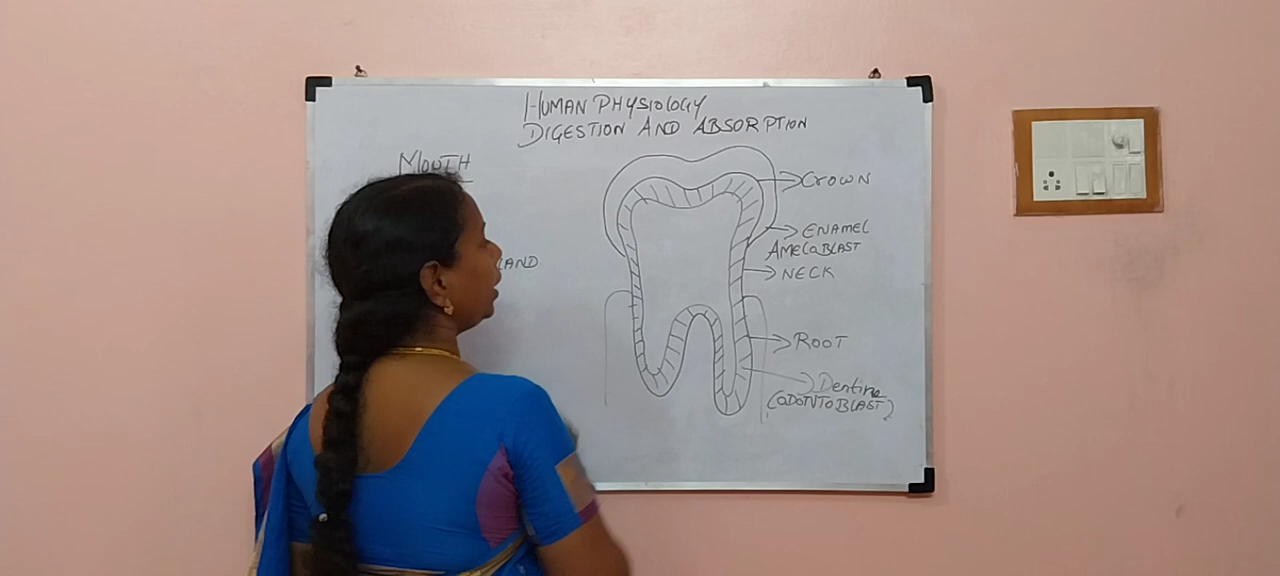 HUMAN PHYSIOLOGY
DIGESTION AND ABSORPTION
MOUTH
CROWN
ENAMEL
AMELOBLAST
NECK
ROOT
Dentine
(ODONTOBLAST)